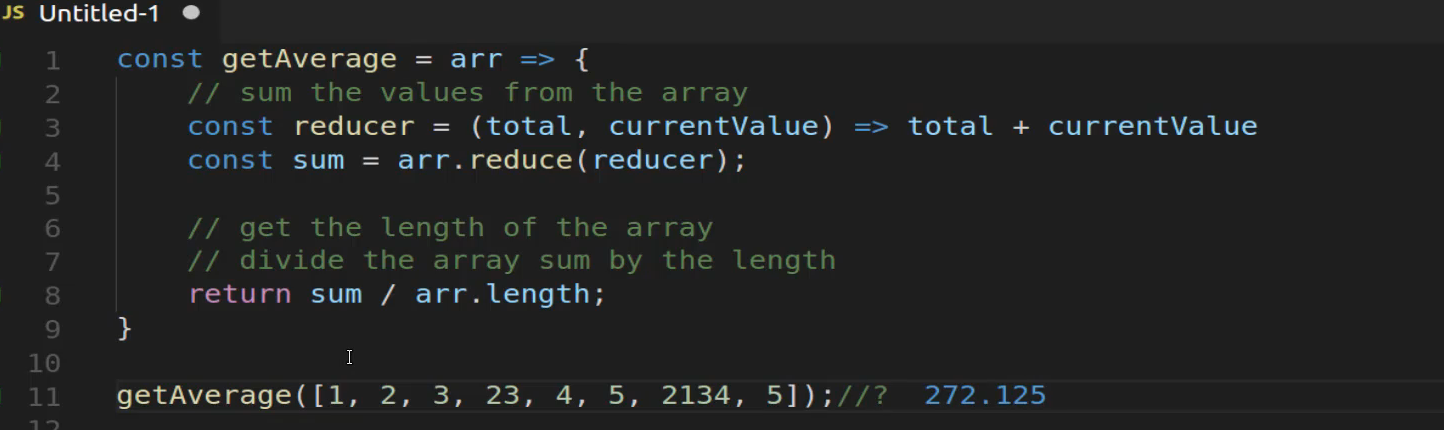 JS Untitled-1 ●
1 const getAverage = arr => {
2 // sum the values from the array
3 const reducer = (total, currentValue) => total + currentValue
4 const sum = arr.reduce(reducer);
5
6 // get the length of the array
7 // divide the array sum by the length
8 return sum / arr.length;
9 }
10
11 getAverage([1, 2, 3, 23, 4, 5, 2134, 5]);//? 272.125
12